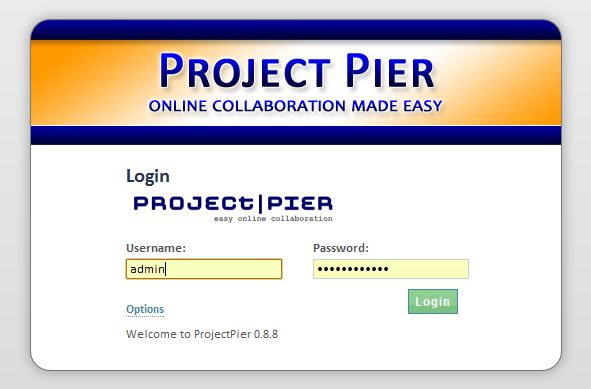 PROJECT PIER
ONLINE COLLABORATION MADE EASY
Login
PROJECt|PIER
easy online collaboration
Username: Password:
admin ••••••••••••
Login
Options
Welcome to ProjectPier 0.8.8